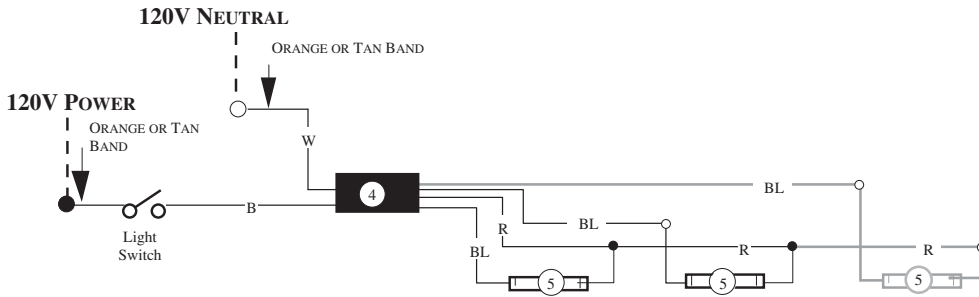 120V NEUTRAL
ORANGE OR TAN BAND
120V POWER
ORANGE OR TAN
BAND
W
4
BL
B
R
BL
Light
Switch
BL
R
R
5
5
5